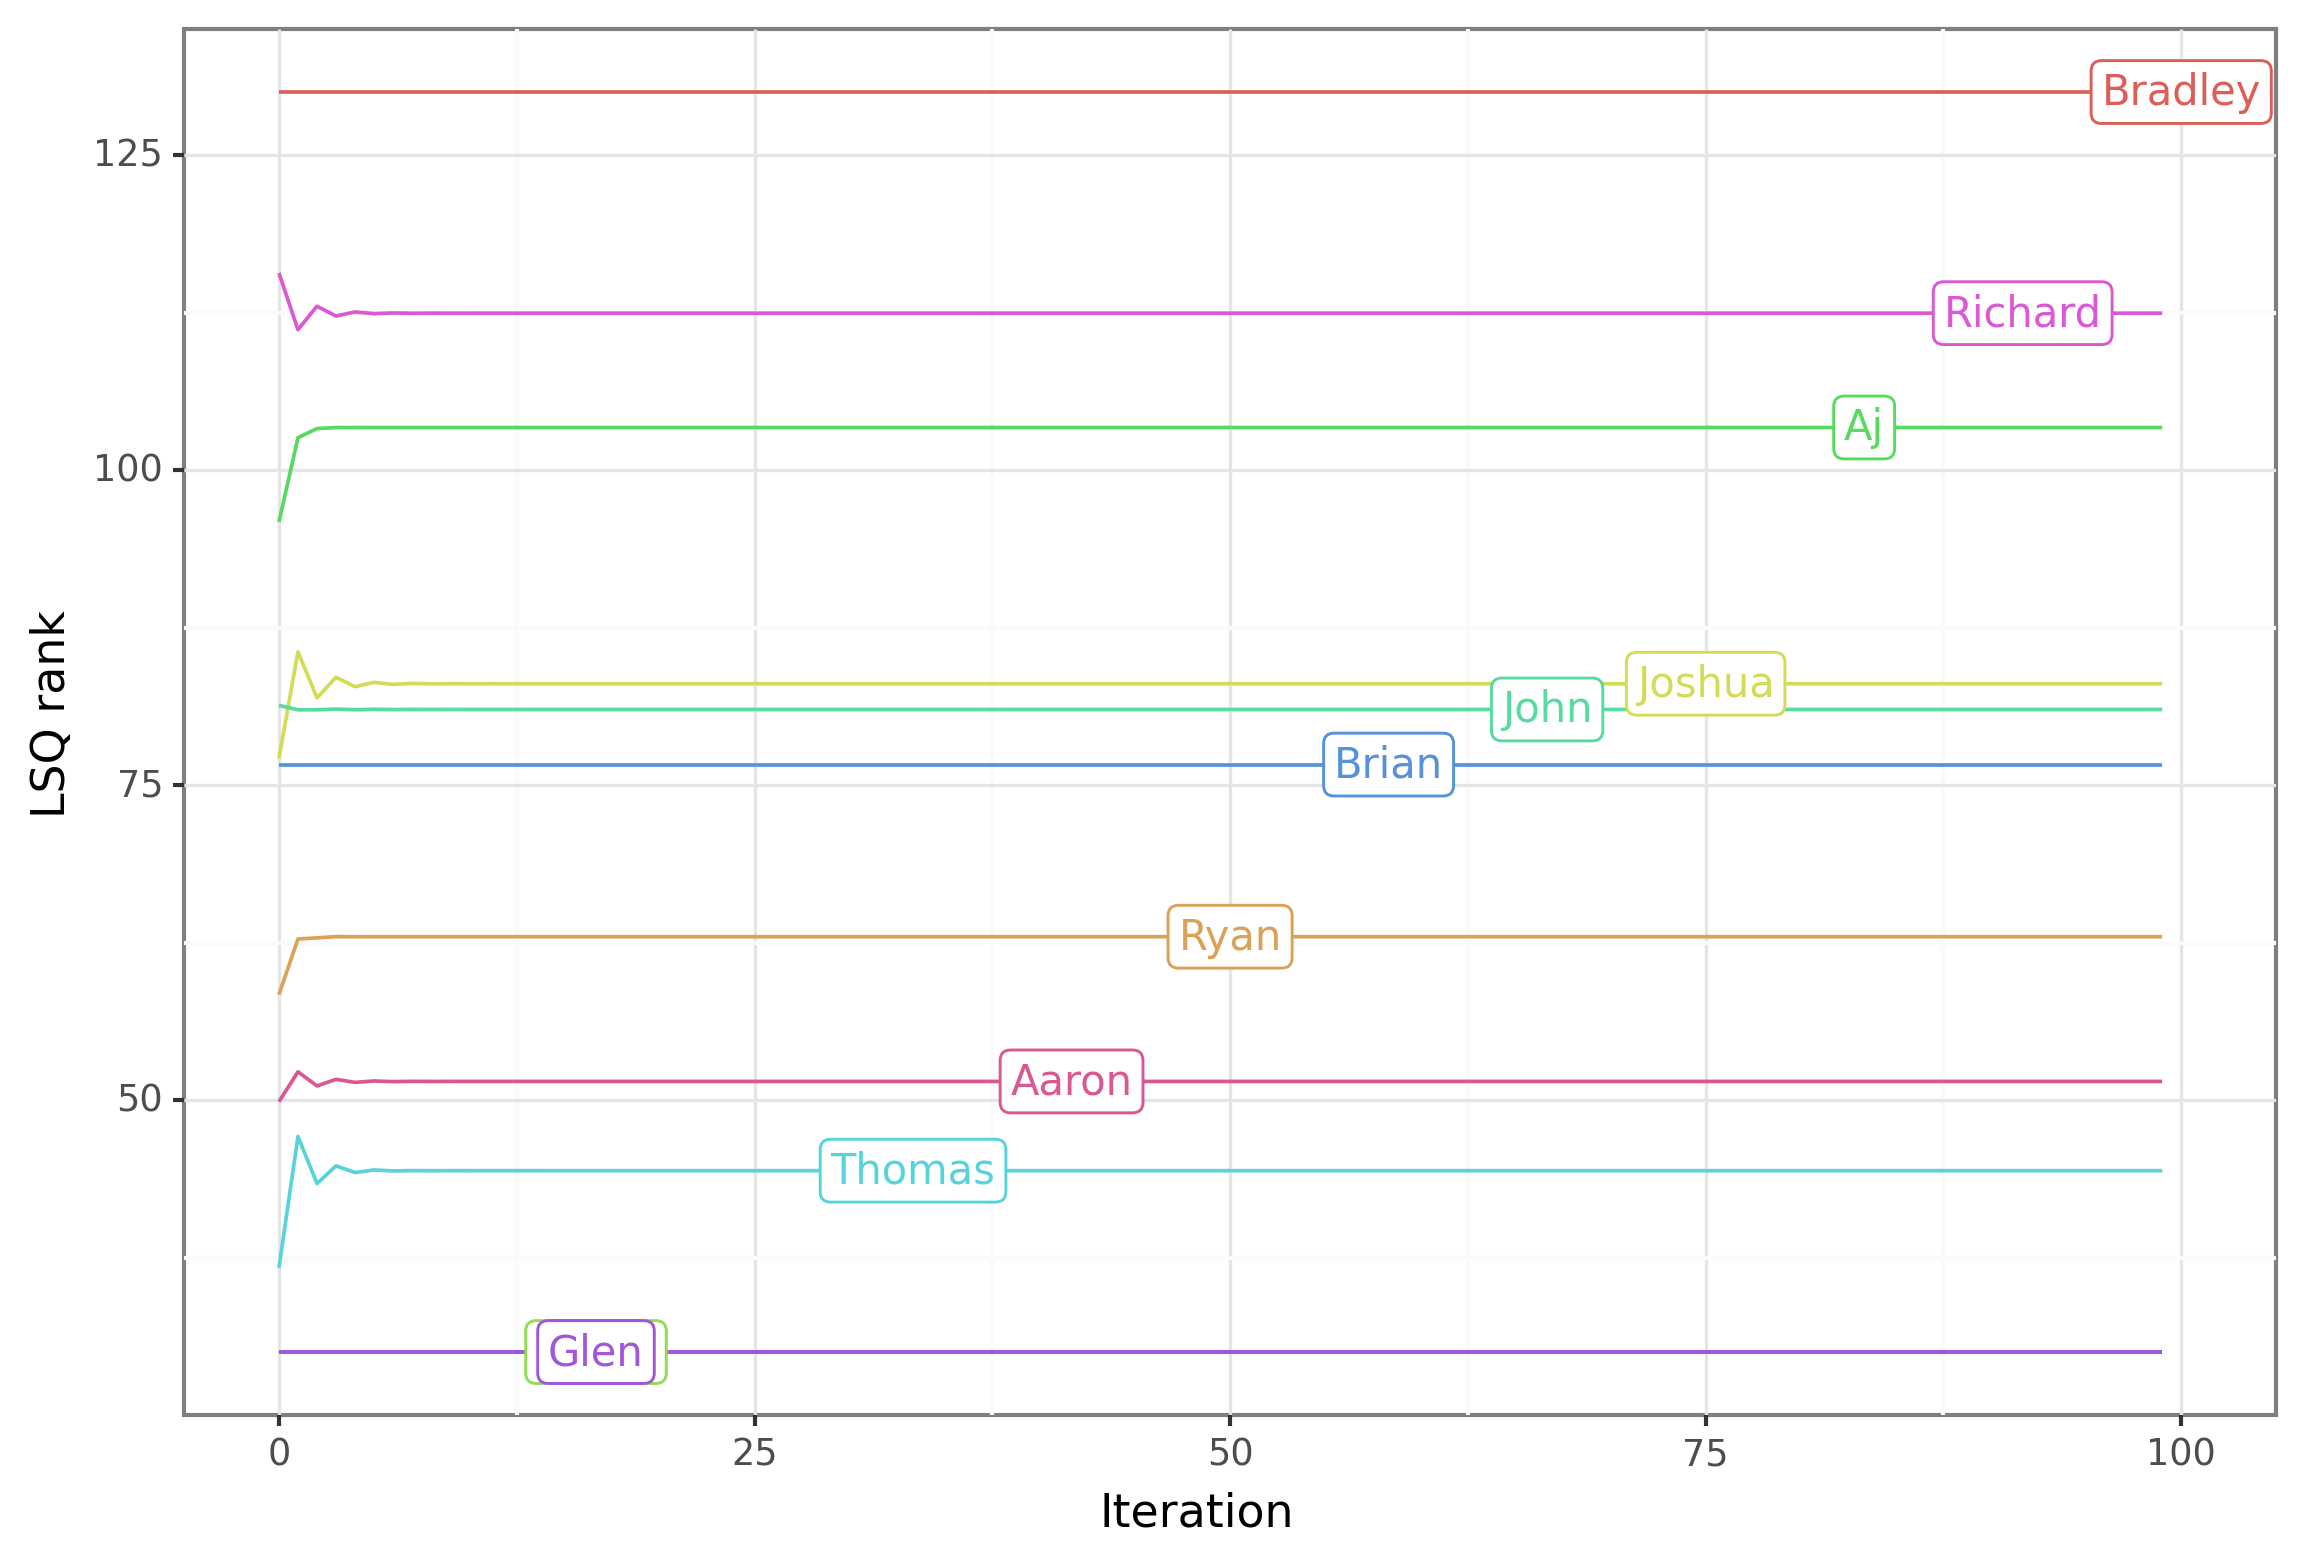 Bradley
125
Richard
Aj
100
Joshua
John
Brian
75
LSQ rank
Ryan
Aaron
50
Thomas
Glen
0 25 50 75 100
Iteration